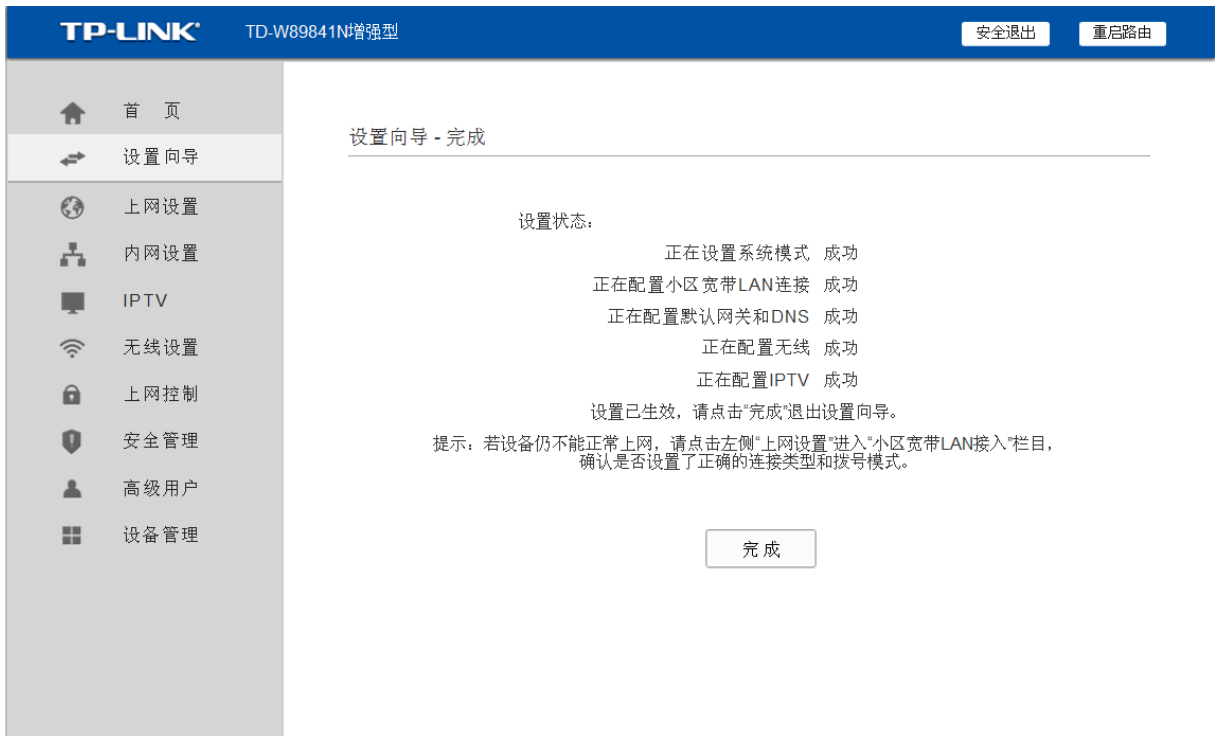 TP-LINK TD-W89841N增强型 安全退出 重启路由
首 页
设置向导
上网设置
内网设置
IPTV
无线设置
上网控制
安全管理
高级用户
设备管理
设置向导 - 完成
设置状态：
正在设置系统模式 成功
正在配置小区宽带LAN连接 成功
正在配置默认网关和DNS 成功
正在配置无线 成功
正在配置IPTV 成功
设置已生效，请点击“完成”退出设置向导。
提示：若设备仍不能正常上网，请点击左侧“上网设置”进入“小区宽带LAN接入”栏目，
确认是否设置了正确的连接类型和拨号模式。
完成